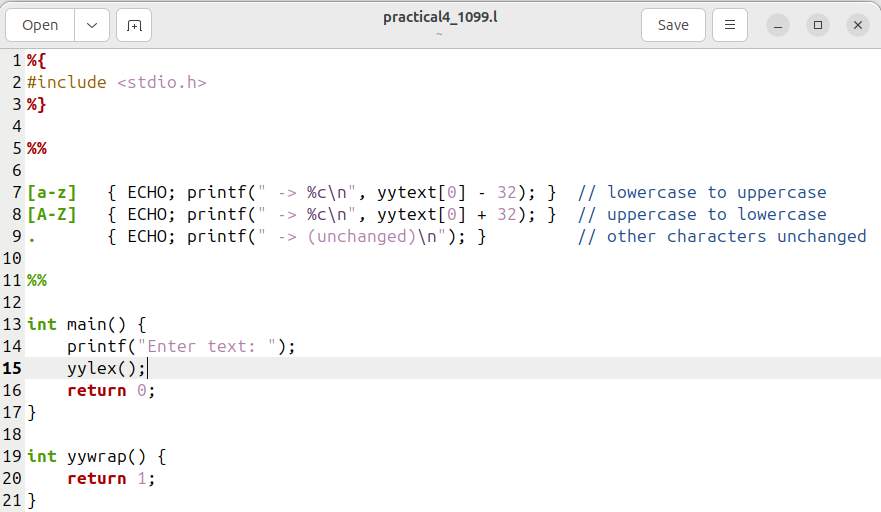 Open
practical4_1099.l
~
Save
1 %{
2 #include <stdio.h>
3 %}
4
5 %%
6
7 [a-z]   { ECHO; printf(" -> %c\n", yytext[0] - 32); }  // lowercase to uppercase
8 [A-Z]   { ECHO; printf(" -> %c\n", yytext[0] + 32); }  // uppercase to lowercase
9 .       { ECHO; printf(" -> (unchanged)\n"); }         // other characters unchanged
10
11 %%
12
13 int main() {
14     printf("Enter text: ");
15     yylex();
16     return 0;
17 }
18
19 int yywrap() {
20     return 1;
21 }